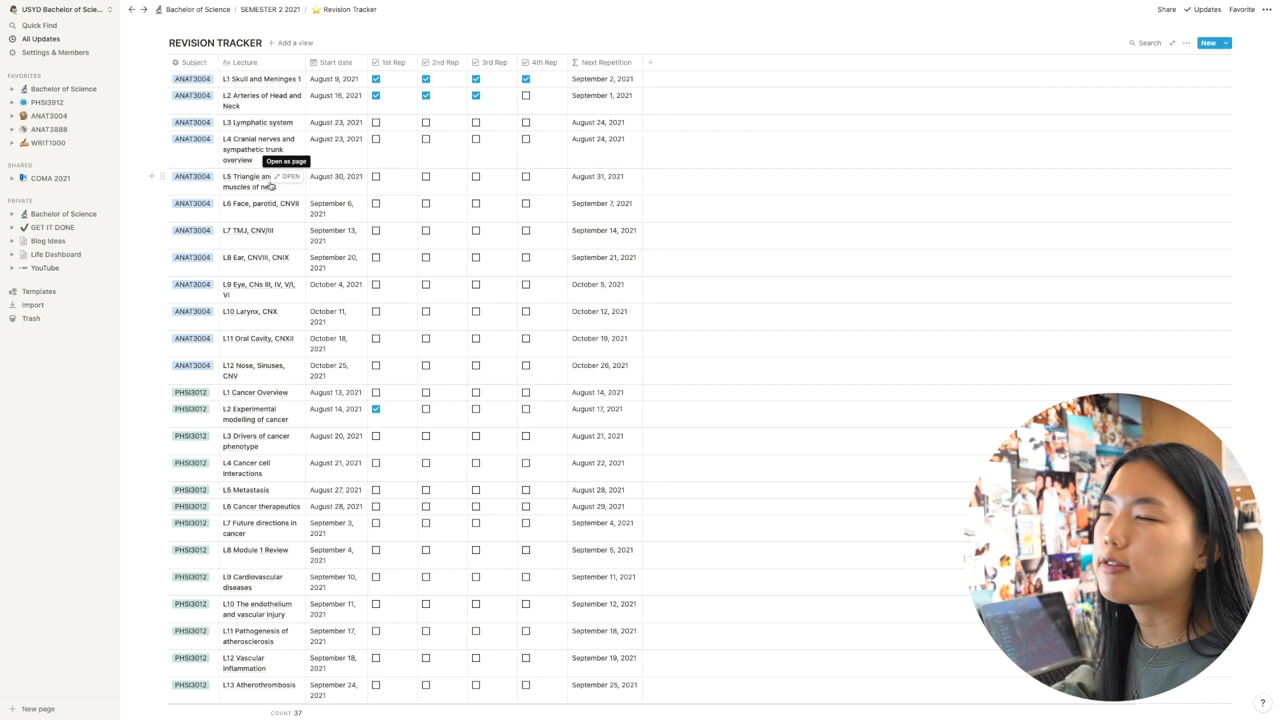 USYD Bachelor of Scie...
Bachelor of Science / SEMESTER 2 2021 / Revision Tracker
Share Updates Favorite
Quick Find
All Updates
Settings & Members
FAVORITES
Bachelor of Science
PHSI3912
ANAT3004
ANAT3888
WRIT1000
SHARED
COMA 2021
PRIVATE
Bachelor of Science
GET IT DONE
Blog Ideas
Life Dashboard
YouTube
Templates
Import
Trash
New page
REVISION TRACKER + Add a view
Search New
Subject Lecture Start date 1st Rep 2nd Rep 3rd Rep 4th Rep Next Repetition
ANAT3004 L1 Skull and Meninges 1 August 9, 2021 September 2, 2021
ANAT3004 L2 Arteries of Head and August 16, 2021 September 1, 2021
Neck
ANAT3004 L3 Lymphatic system August 23, 2021 August 24, 2021
ANAT3004 L4 Cranial nerves and August 23, 2021 August 24, 2021
sympathetic trunk
overview
Open as page
ANAT3004 L5 Triangle OPEN August 30, 2021 August 31, 2021
muscles of
ANAT3004 L6 Face, parotid, CNVII September 6, September 7, 2021
2021
ANAT3004 L7 TMJ, CNV/III September 13, September 14, 2021
2021
ANAT3004 L8 Ear, CNVIII, CNIX September 20, September 21, 2021
2021
ANAT3004 L9 Eye, CNs III, IV, V/I, October 4, 2021 October 5, 2021
VI
ANAT3004 L10 Larynx, CNX October 11, October 12, 2021
2021
ANAT3004 L11 Oral Cavity, CNXII October 18, October 19, 2021
2021
ANAT3004 L12 Nose, Sinuses, October 25, October 26, 2021
CNV 2021
PHSI3012 L1 Cancer Overview August 13, 2021 August 14, 2021
PHSI3012 L2 Experimental August 14, 2021 August 17, 2021
modelling of cancer
PHSI3012 L3 Drivers of cancer August 20, 2021 August 21, 2021
phenotype
PHSI3012 L4 Cancer cell August 21, 2021 August 22, 2021
interactions
PHSI3012 L5 Metastasis August 27, 2021 August 28, 2021
PHSI3012 L6 Cancer therapeutics August 28, 2021 August 29, 2021
PHSI3012 L7 Future directions in September 3, September 4, 2021
cancer 2021
PHSI3012 L8 Module 1 Review September 4, September 5, 2021
2021
PHSI3012 L9 Cardiovascular September 10, September 11, 2021
diseases 2021
PHSI3012 L10 The endothelium September 11, September 12, 2021
and vascular injury 2021
PHSI3012 L11 Pathogenesis of September 17, September 18, 2021
atherosclerosis 2021
PHSI3012 L12 Vascular September 18, September 19, 2021
inflammation 2021
PHSI3012 L13 Atherothrombosis September 24, September 25, 2021
2021
COUNT 37
?